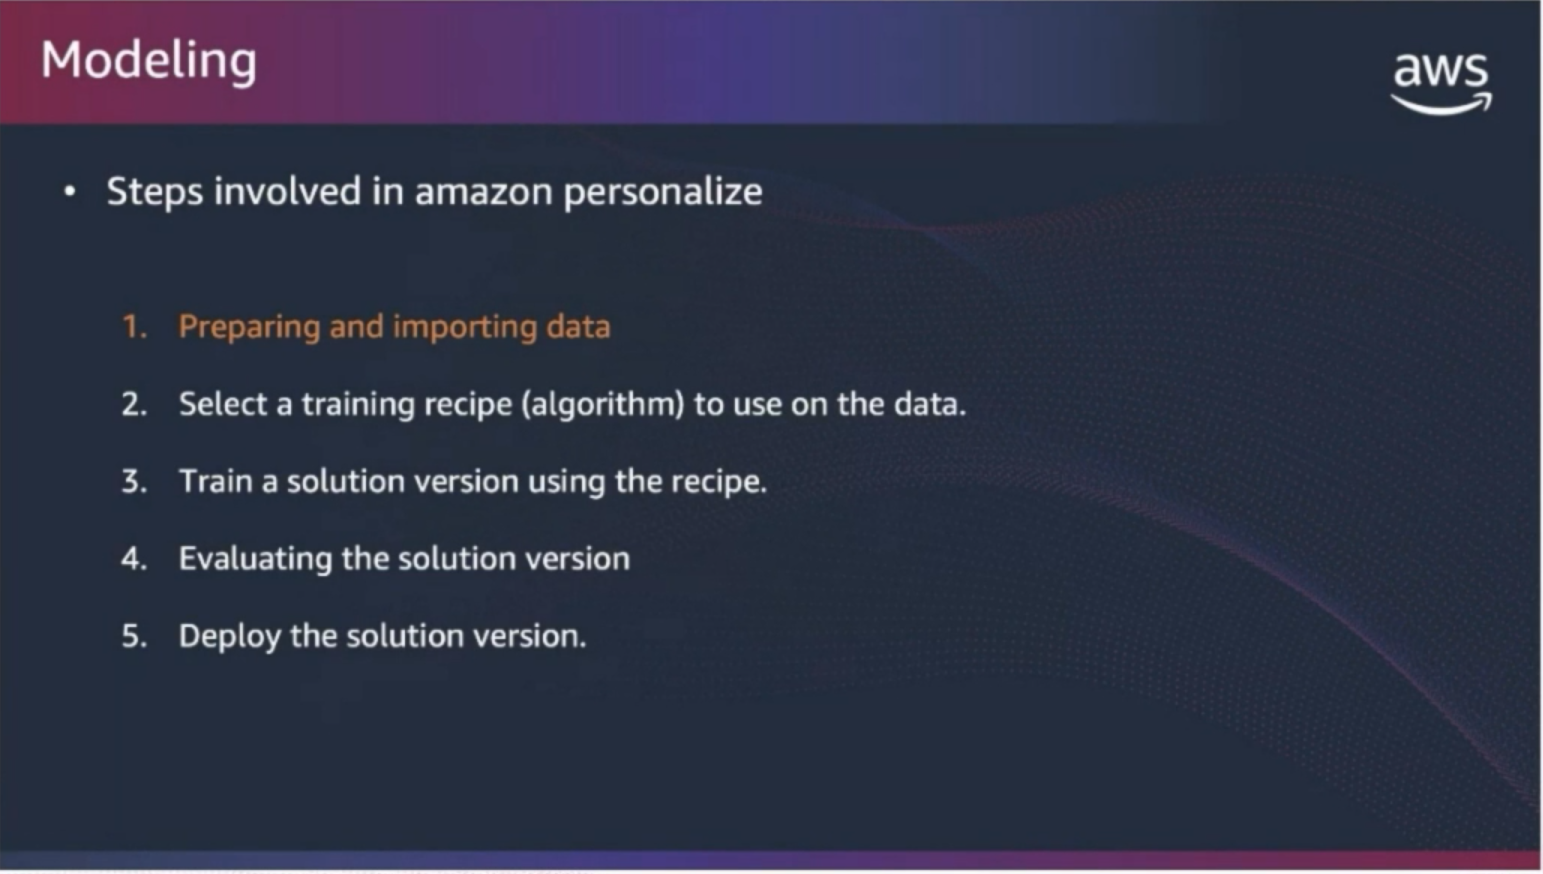 Modeling
aws
• Steps involved in amazon personalize
1. Preparing and importing data
2. Select a training recipe (algorithm) to use on the data.
3. Train a solution version using the recipe.
4. Evaluating the solution version
5. Deploy the solution version.